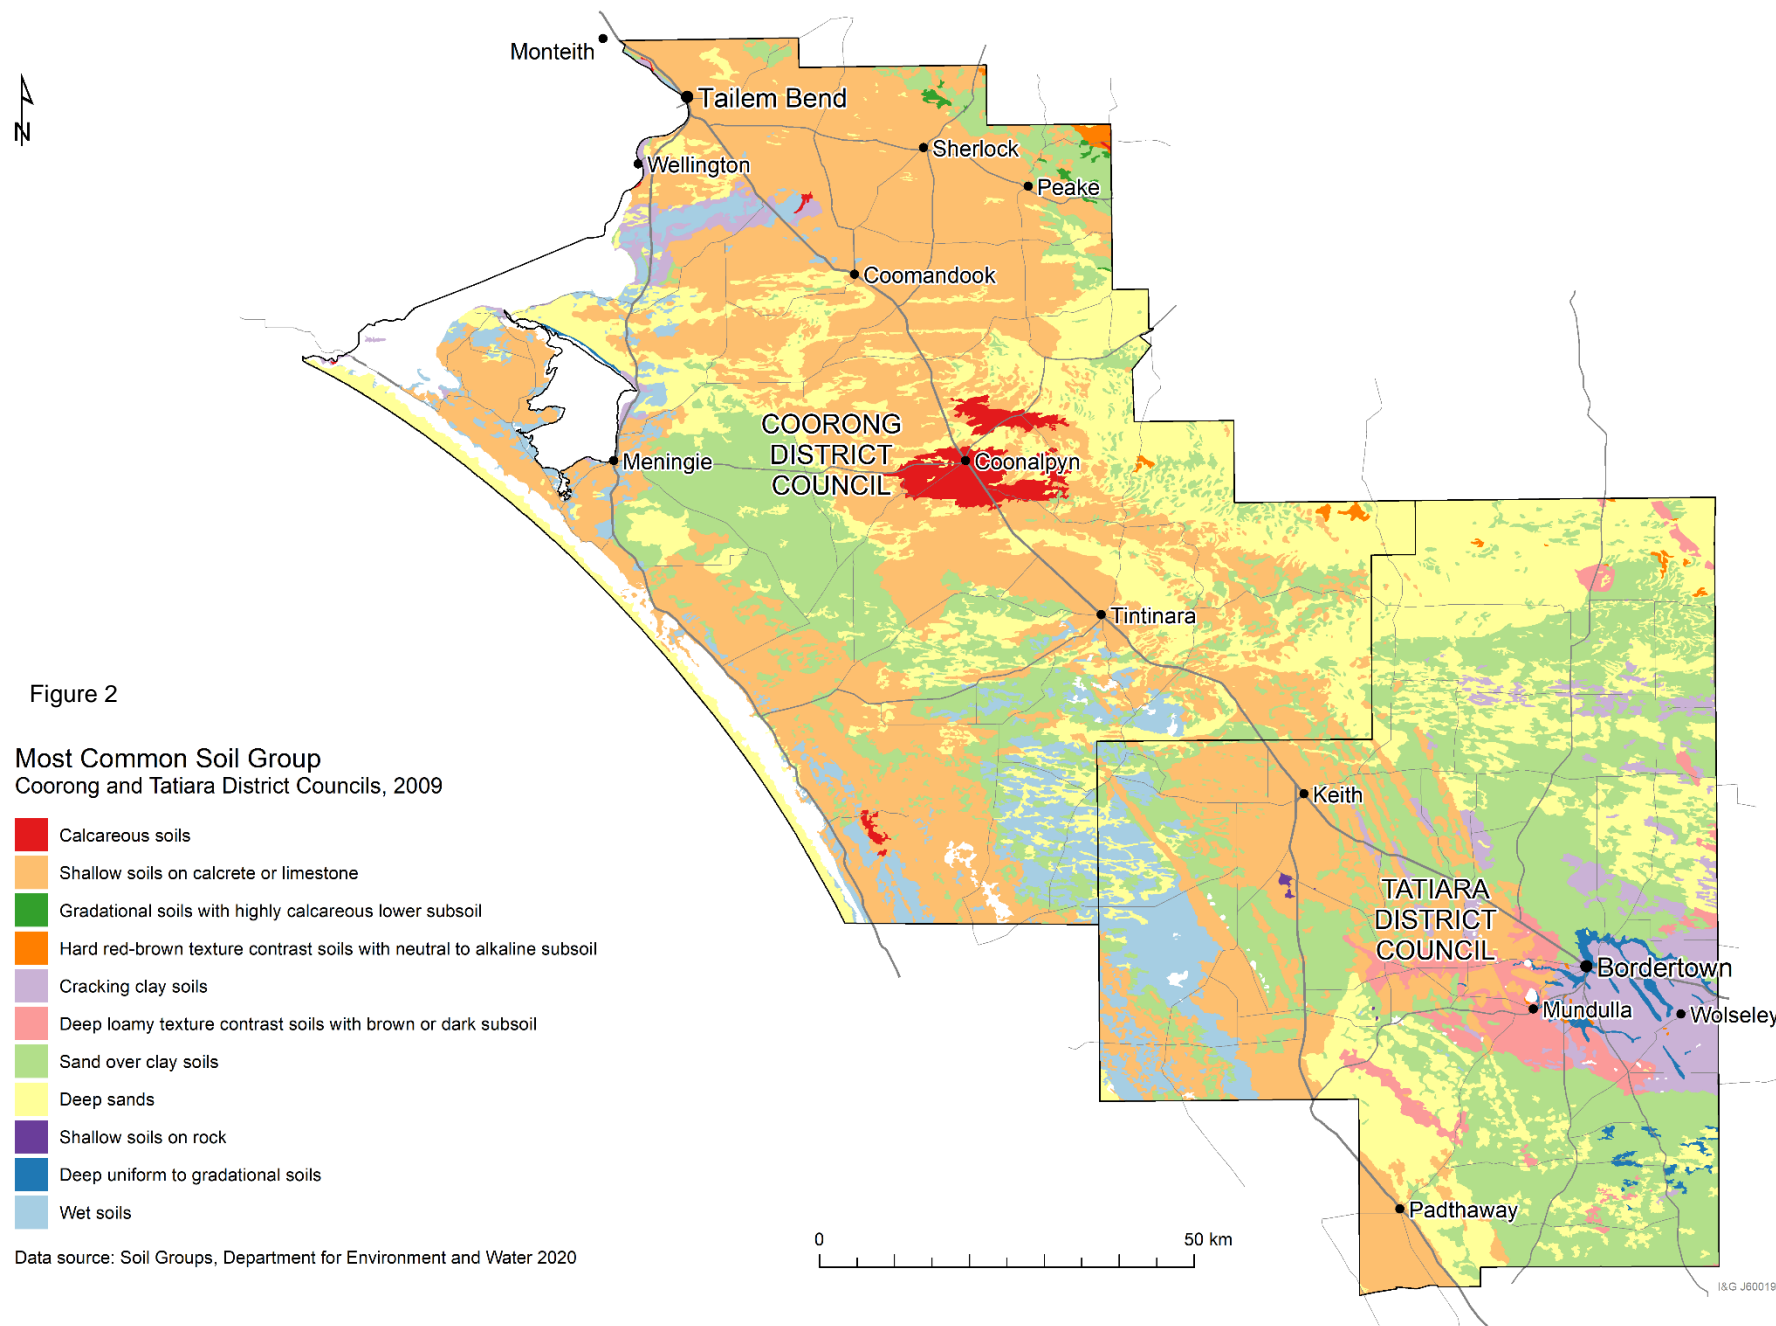 Monteith
Tailem Bend
N
Sherlock
Wellington
Peake
Coomandook
COORONG
DISTRICT
COUNCIL
Meningie
Coonalpyn
Tintinara
Figure 2
Most Common Soil Group
Coorong and Tatiara District Councils, 2009
Calcareous soils
Shallow soils on calcrete or limestone
Gradational soils with highly calcareous lower subsoil
Hard red-brown texture contrast soils with neutral to alkaline subsoil
Cracking clay soils
Deep loamy texture contrast soils with brown or dark subsoil
Sand over clay soils
Deep sands
Shallow soils on rock
Deep uniform to gradational soils
Wet soils
Data source: Soil Groups, Department for Environment and Water 2020
Keith
TATIARA
DISTRICT
COUNCIL
Bordertown
Mundulla
Wolseley
Padthaway
0 50 km
I&G J60019